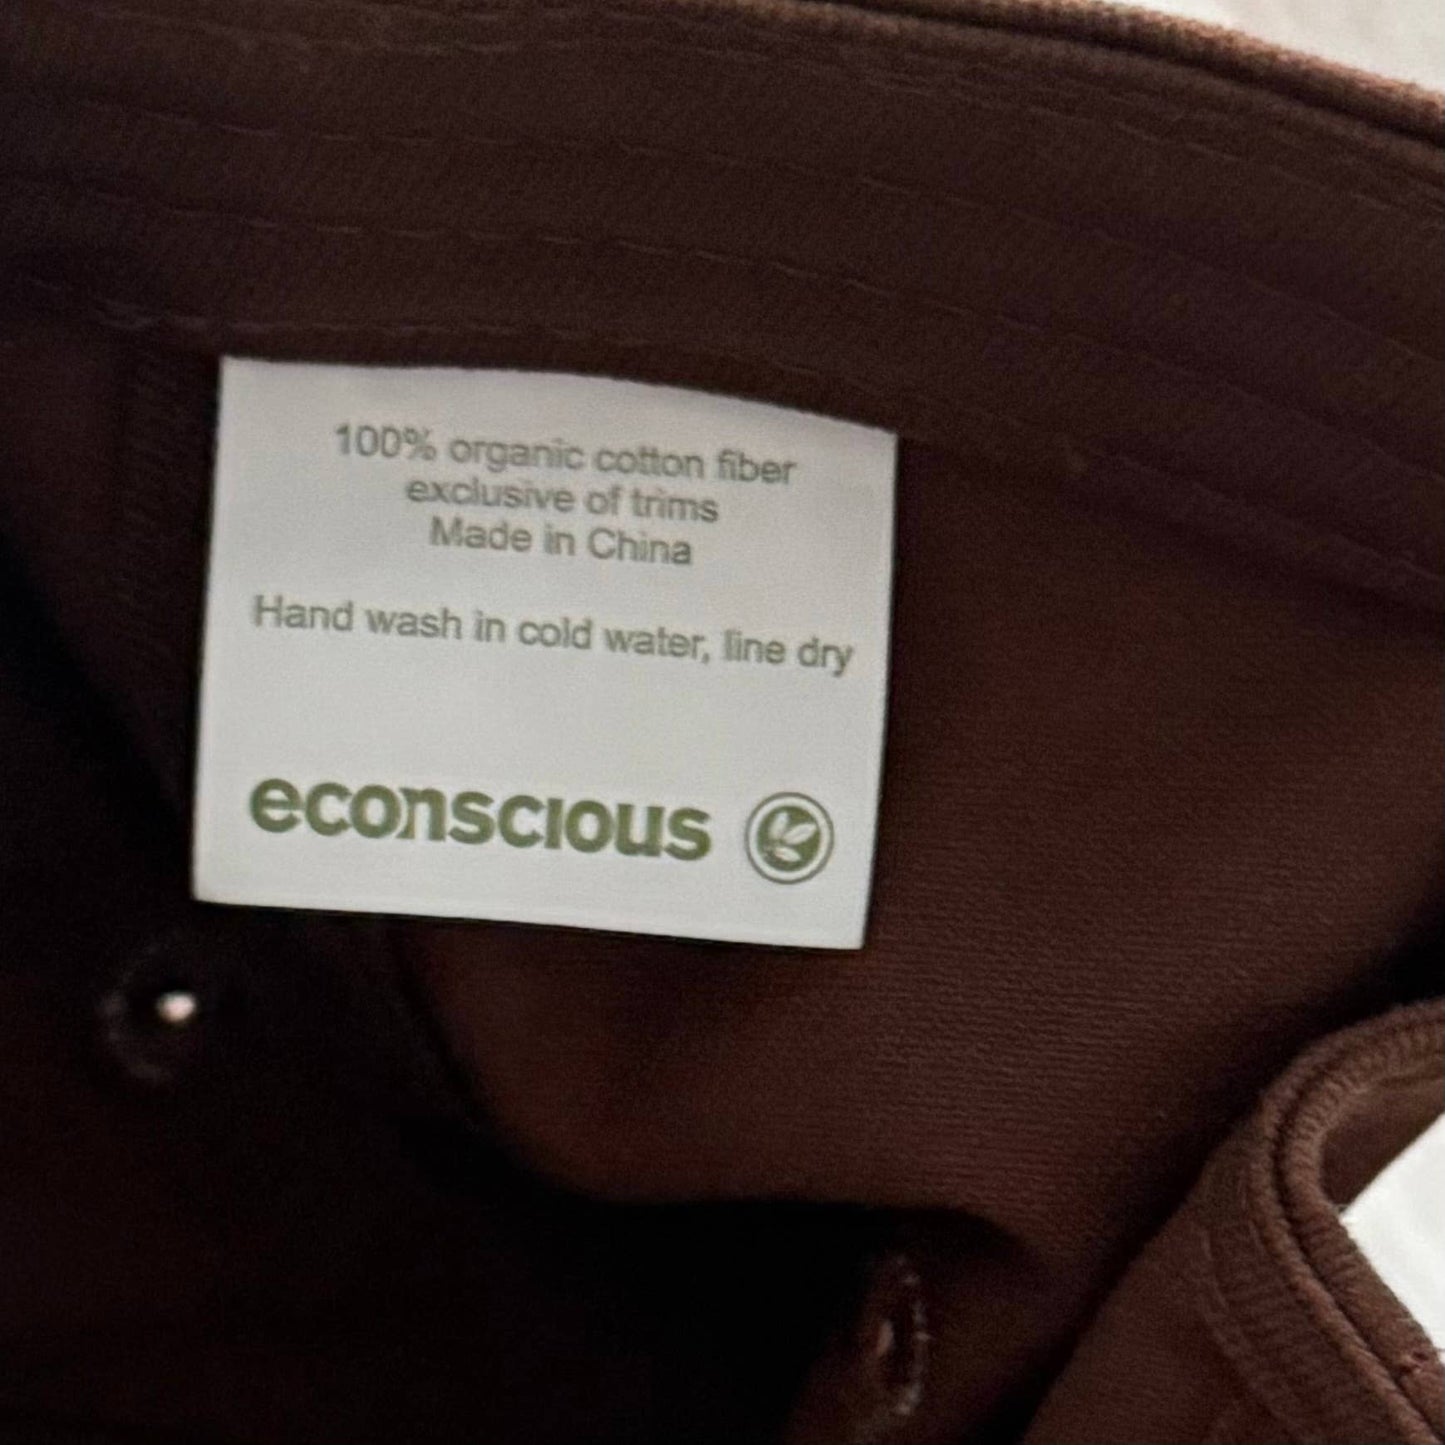 100% organic cotton fiber
exclusive of trims
Made in China
Hand wash in cold water, line dry
econscious